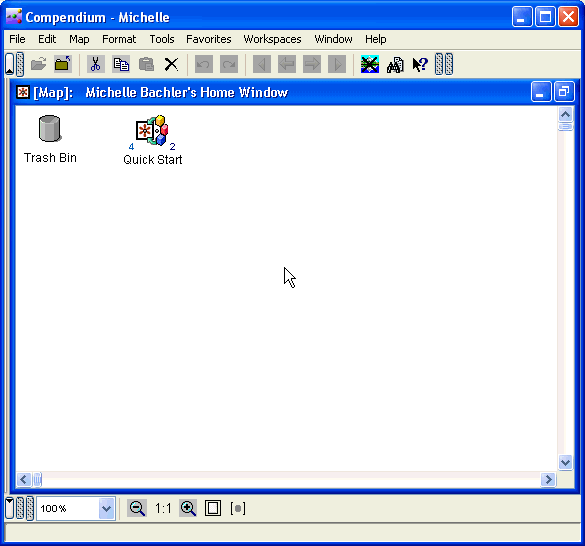 Compendium - Michelle
File Edit Map Format Tools Favorites Workspaces Window Help
[Map]: Michelle Bachler's Home Window
4 2
Trash Bin Quick Start
100% 1:1